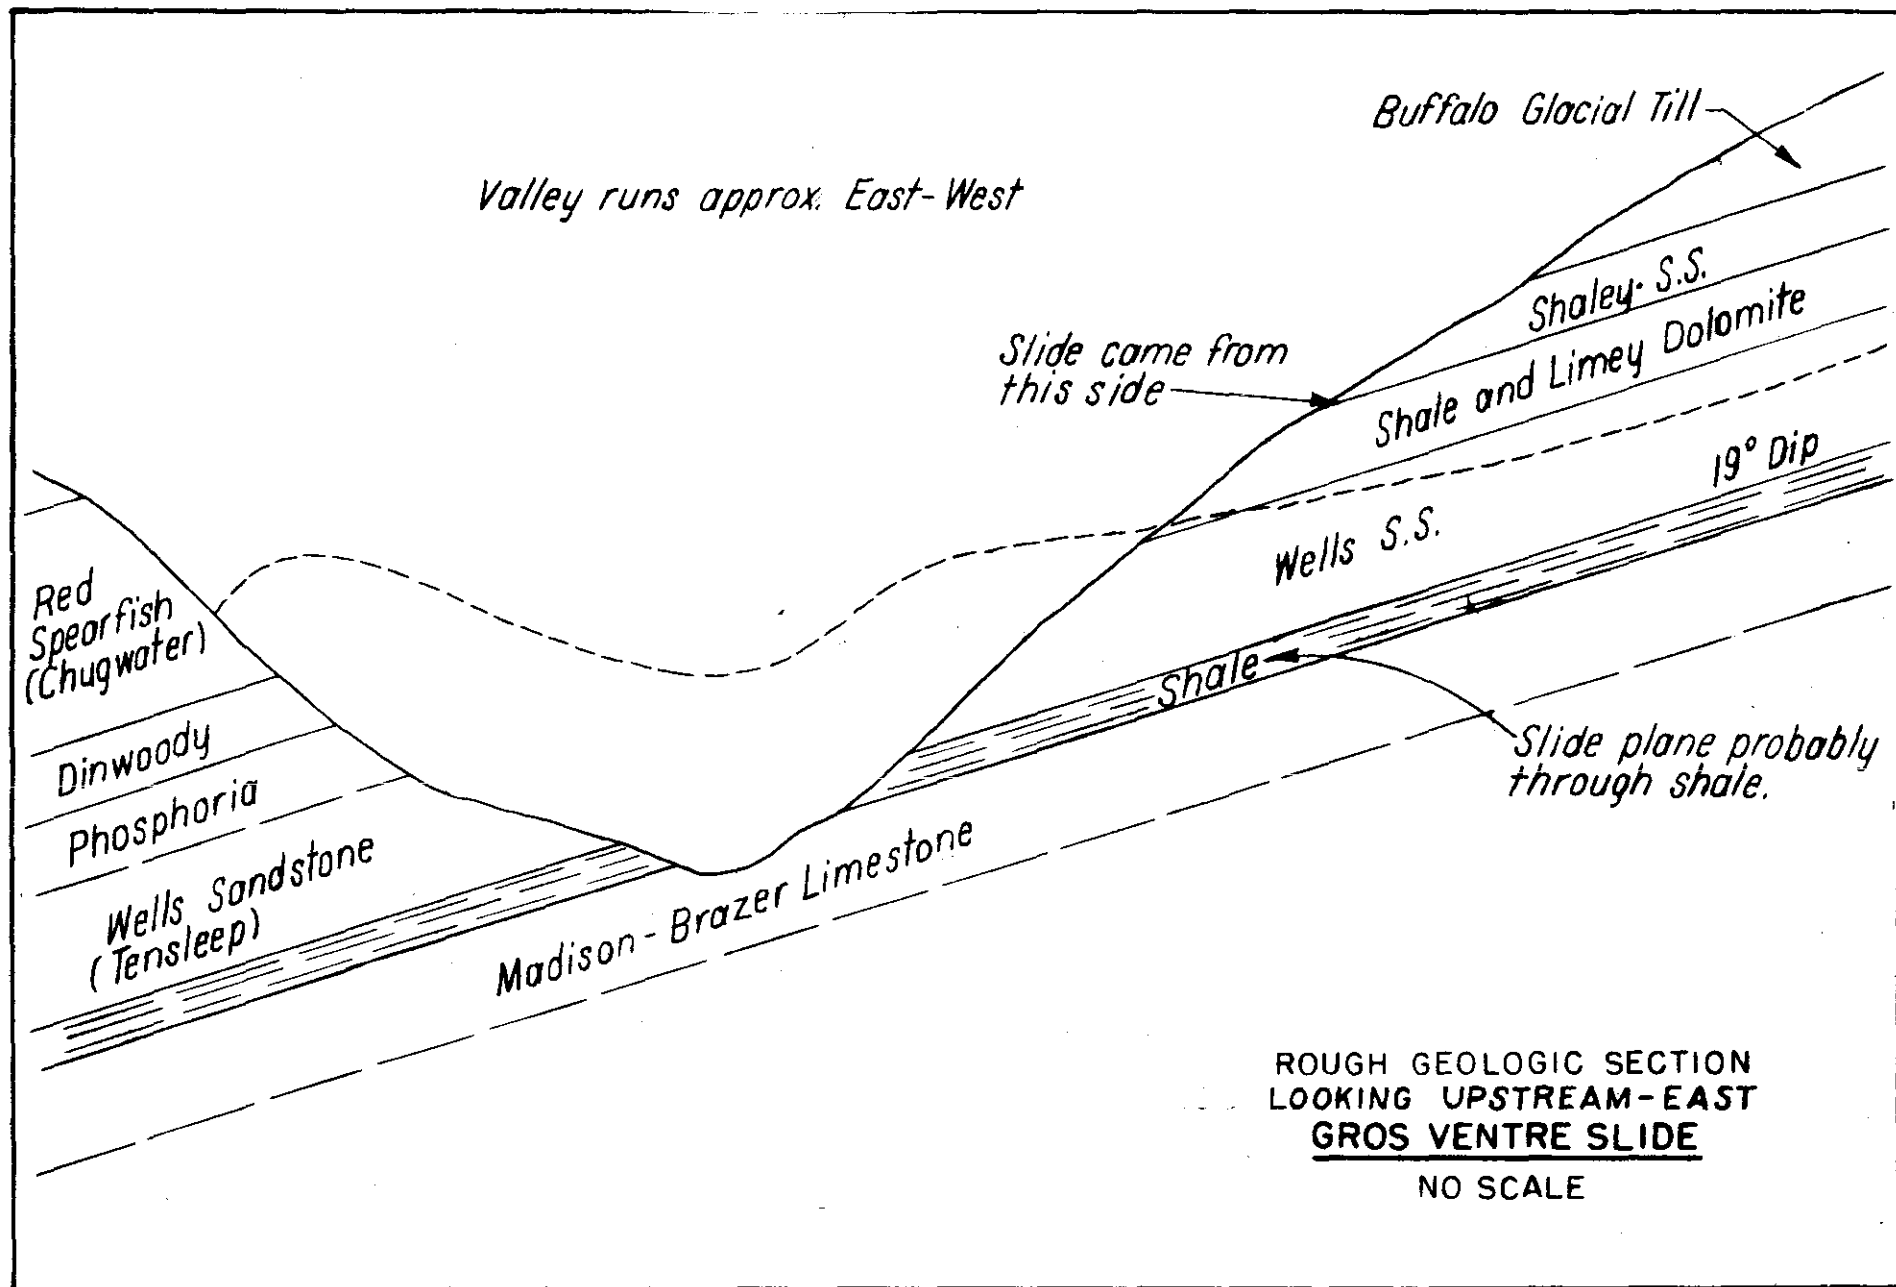 Buffalo Glacial Till
Valley runs approx. East-West
Shaley S.S.
Slide came from
this side
Shale and Limey Dolomite
19° Dip
Wells S.S.
Red
Spearfish
(Chugwater)
Shale
Slide plane probably
through shale.
Dinwoody
Phosphoria
Wells Sandstone
(Tensleep)
Madison-Brazer Limestone
ROUGH GEOLOGIC SECTION
LOOKING UPSTREAM-EAST
GROS VENTRE SLIDE
NO SCALE